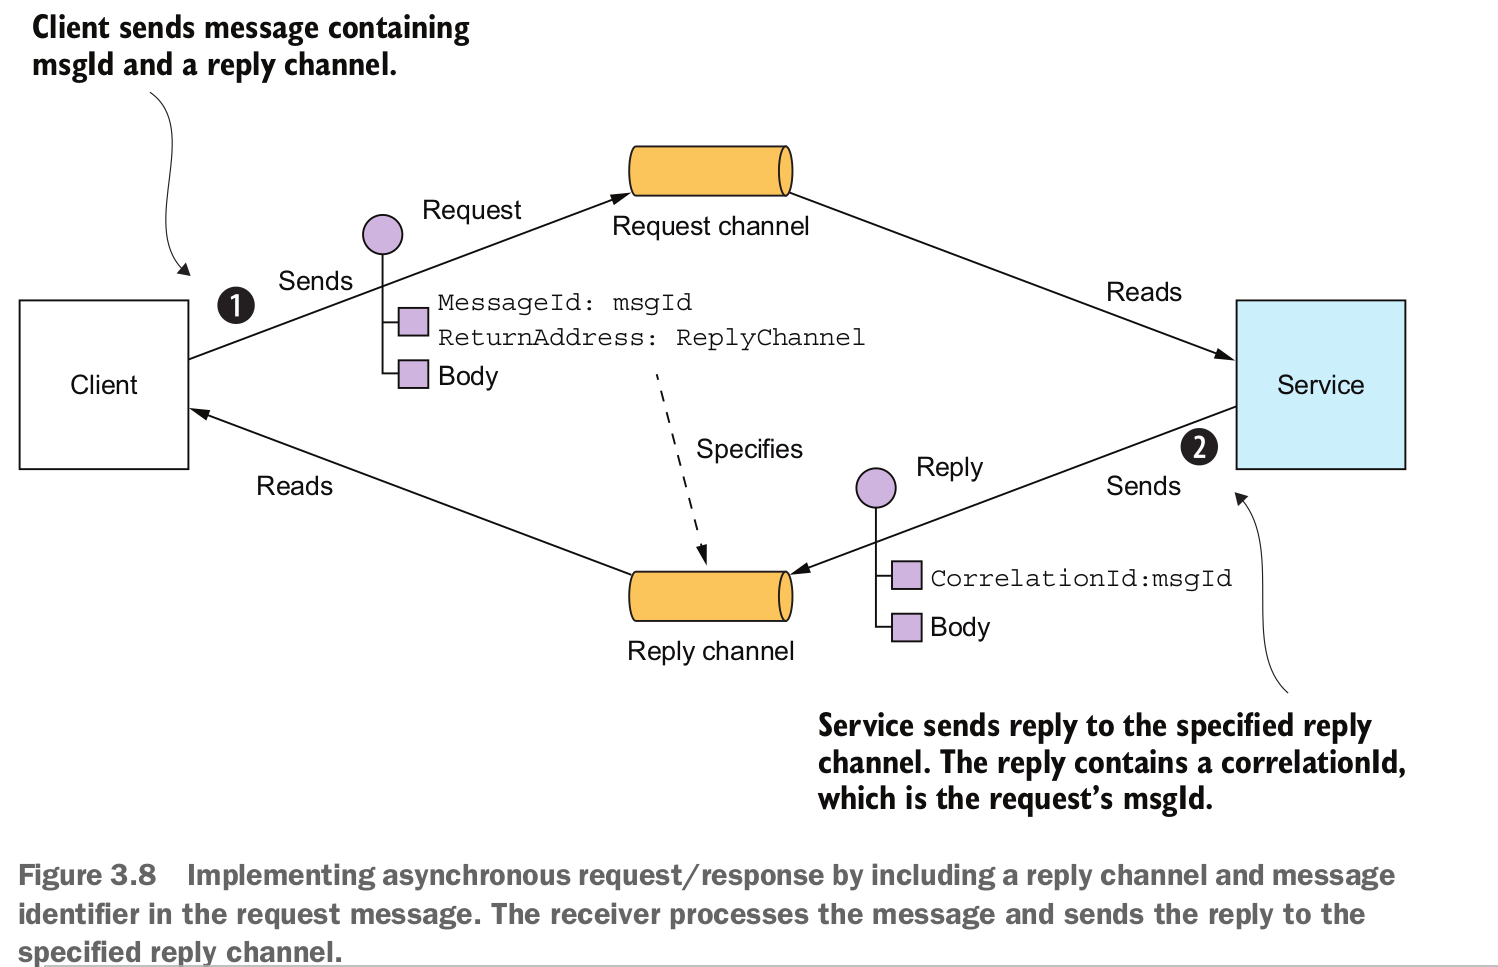 Client sends message containing
msgId and a reply channel.
Request
Request channel
Sends
1
Reads
MessageId: msgId
ReturnAddress: ReplyChannel
Body
Client
Service
Specifies
2
Reply
Reads
Sends
CorrelationId:msgId
Body
Reply channel
Service sends reply to the specified reply
channel. The reply contains a correlationId,
which is the request's msgId.
Figure 3.8 Implementing asynchronous request/response by including a reply channel and message
identifier in the request message. The receiver processes the message and sends the reply to the
specified reply channel.